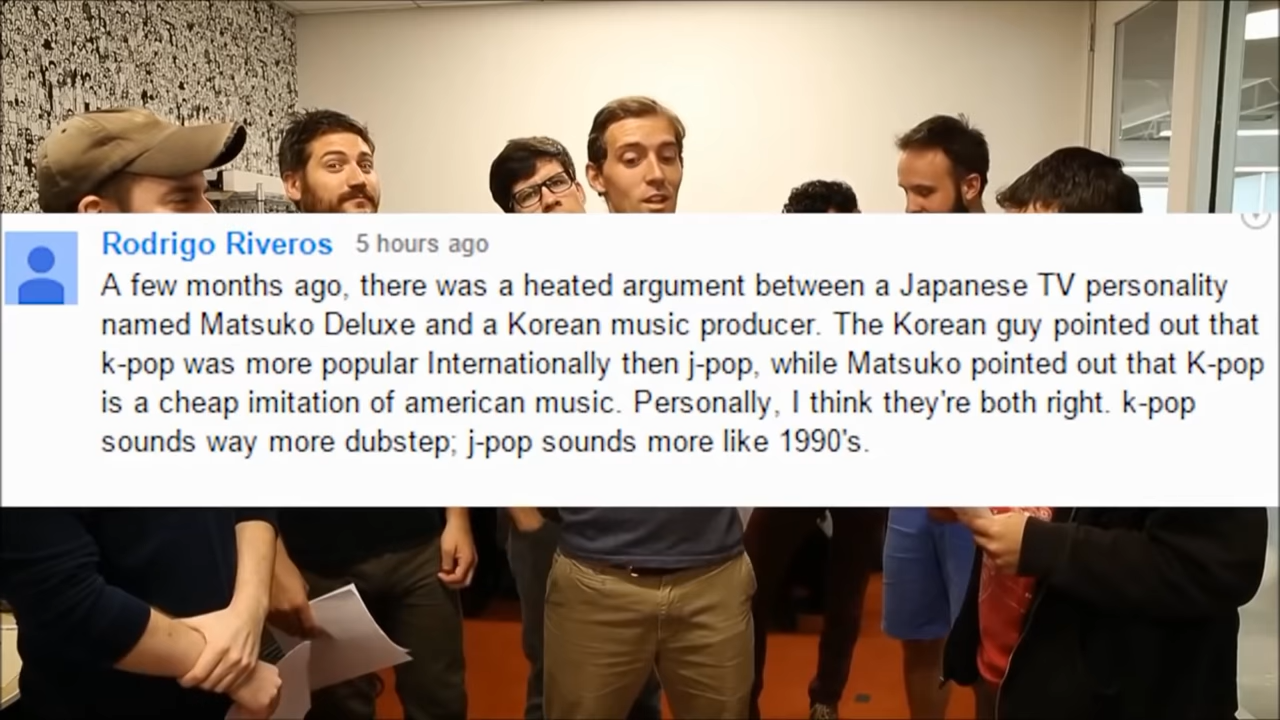 Rodrigo Riveros 5 hours ago
A few months ago, there was a heated argument between a Japanese TV personality
named Matsuko Deluxe and a Korean music producer. The Korean guy pointed out that
k-pop was more popular Internationally then j-pop, while Matsuko pointed out that K-pop
is a cheap imitation of american music. Personally, I think they're both right. k-pop
sounds way more dubstep; j-pop sounds more like 1990's.